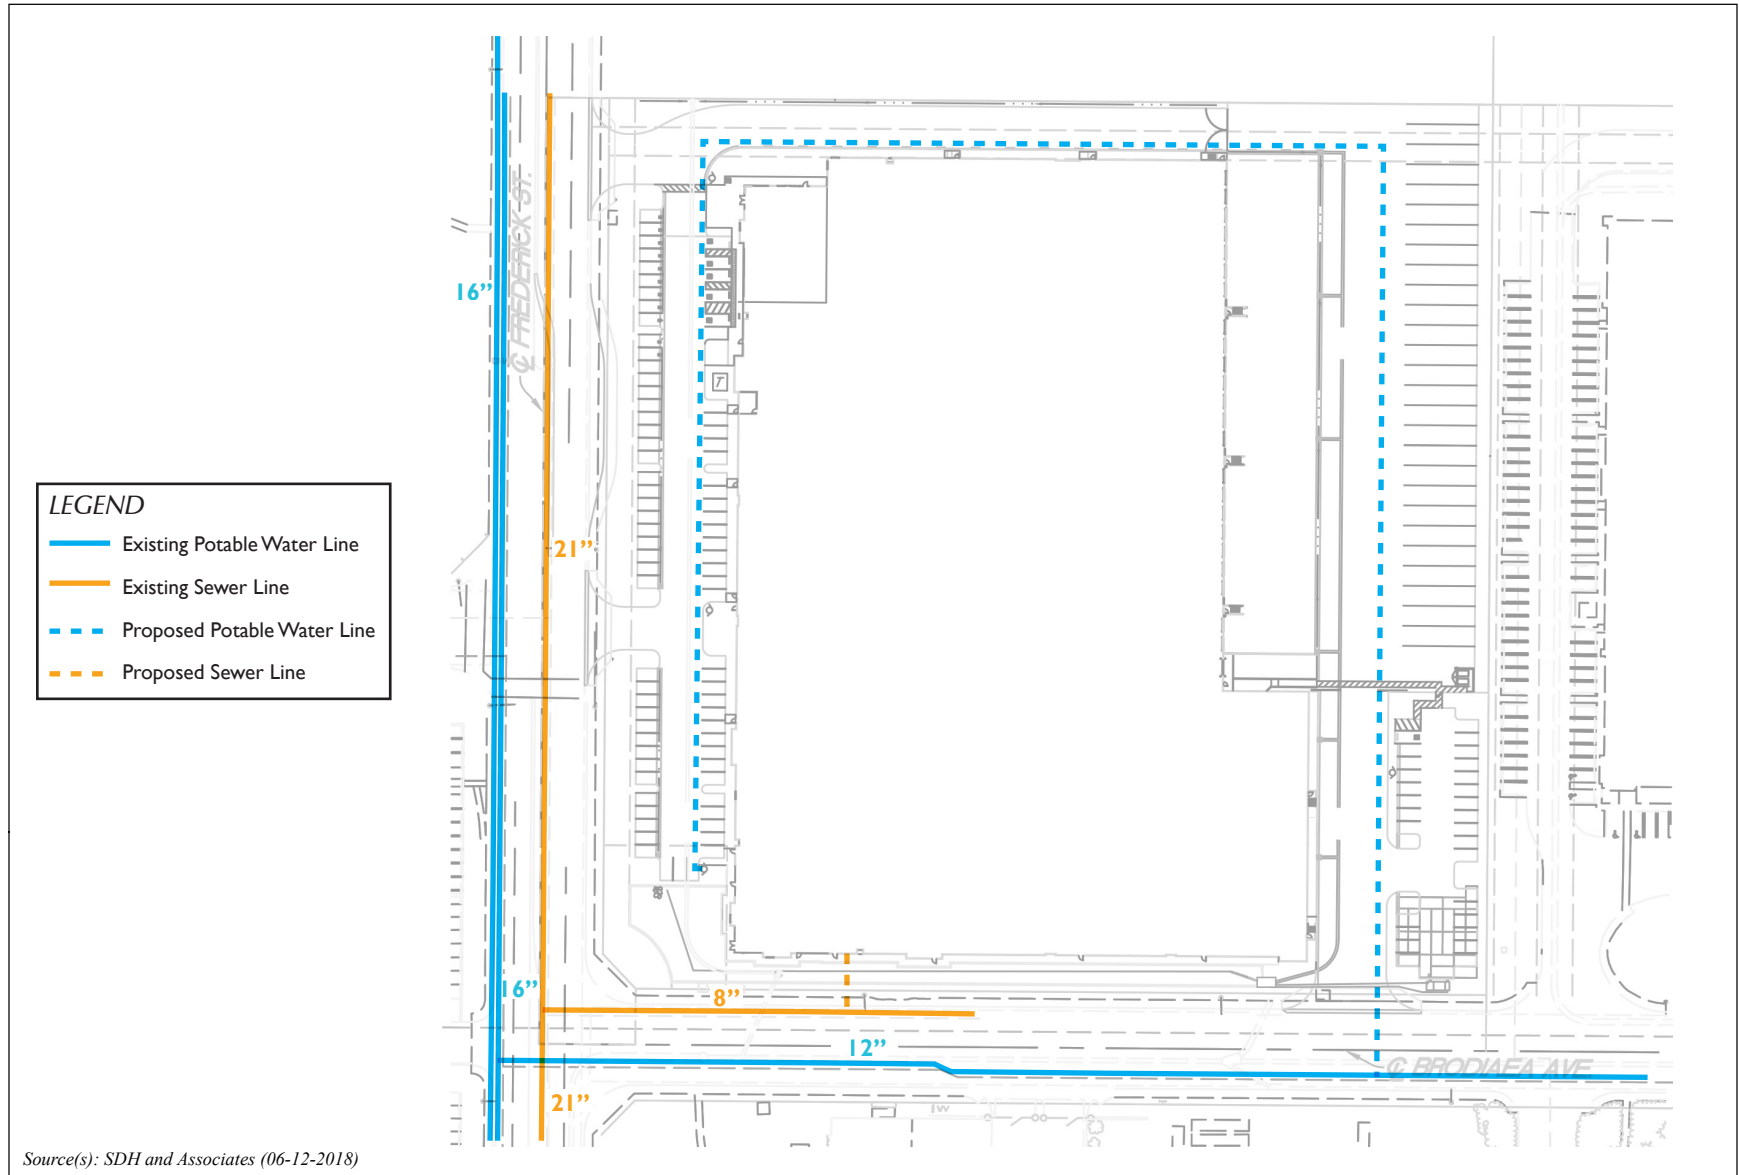 16”
℄ FREDERICK ST.
T
21”
LEGEND
Existing Potable Water Line
Existing Sewer Line
Proposed Potable Water Line
Proposed Sewer Line
16”
8”
12”
℄ BRODIAEA AVE
21”
Source(s): SDH and Associates (06-12-2018)